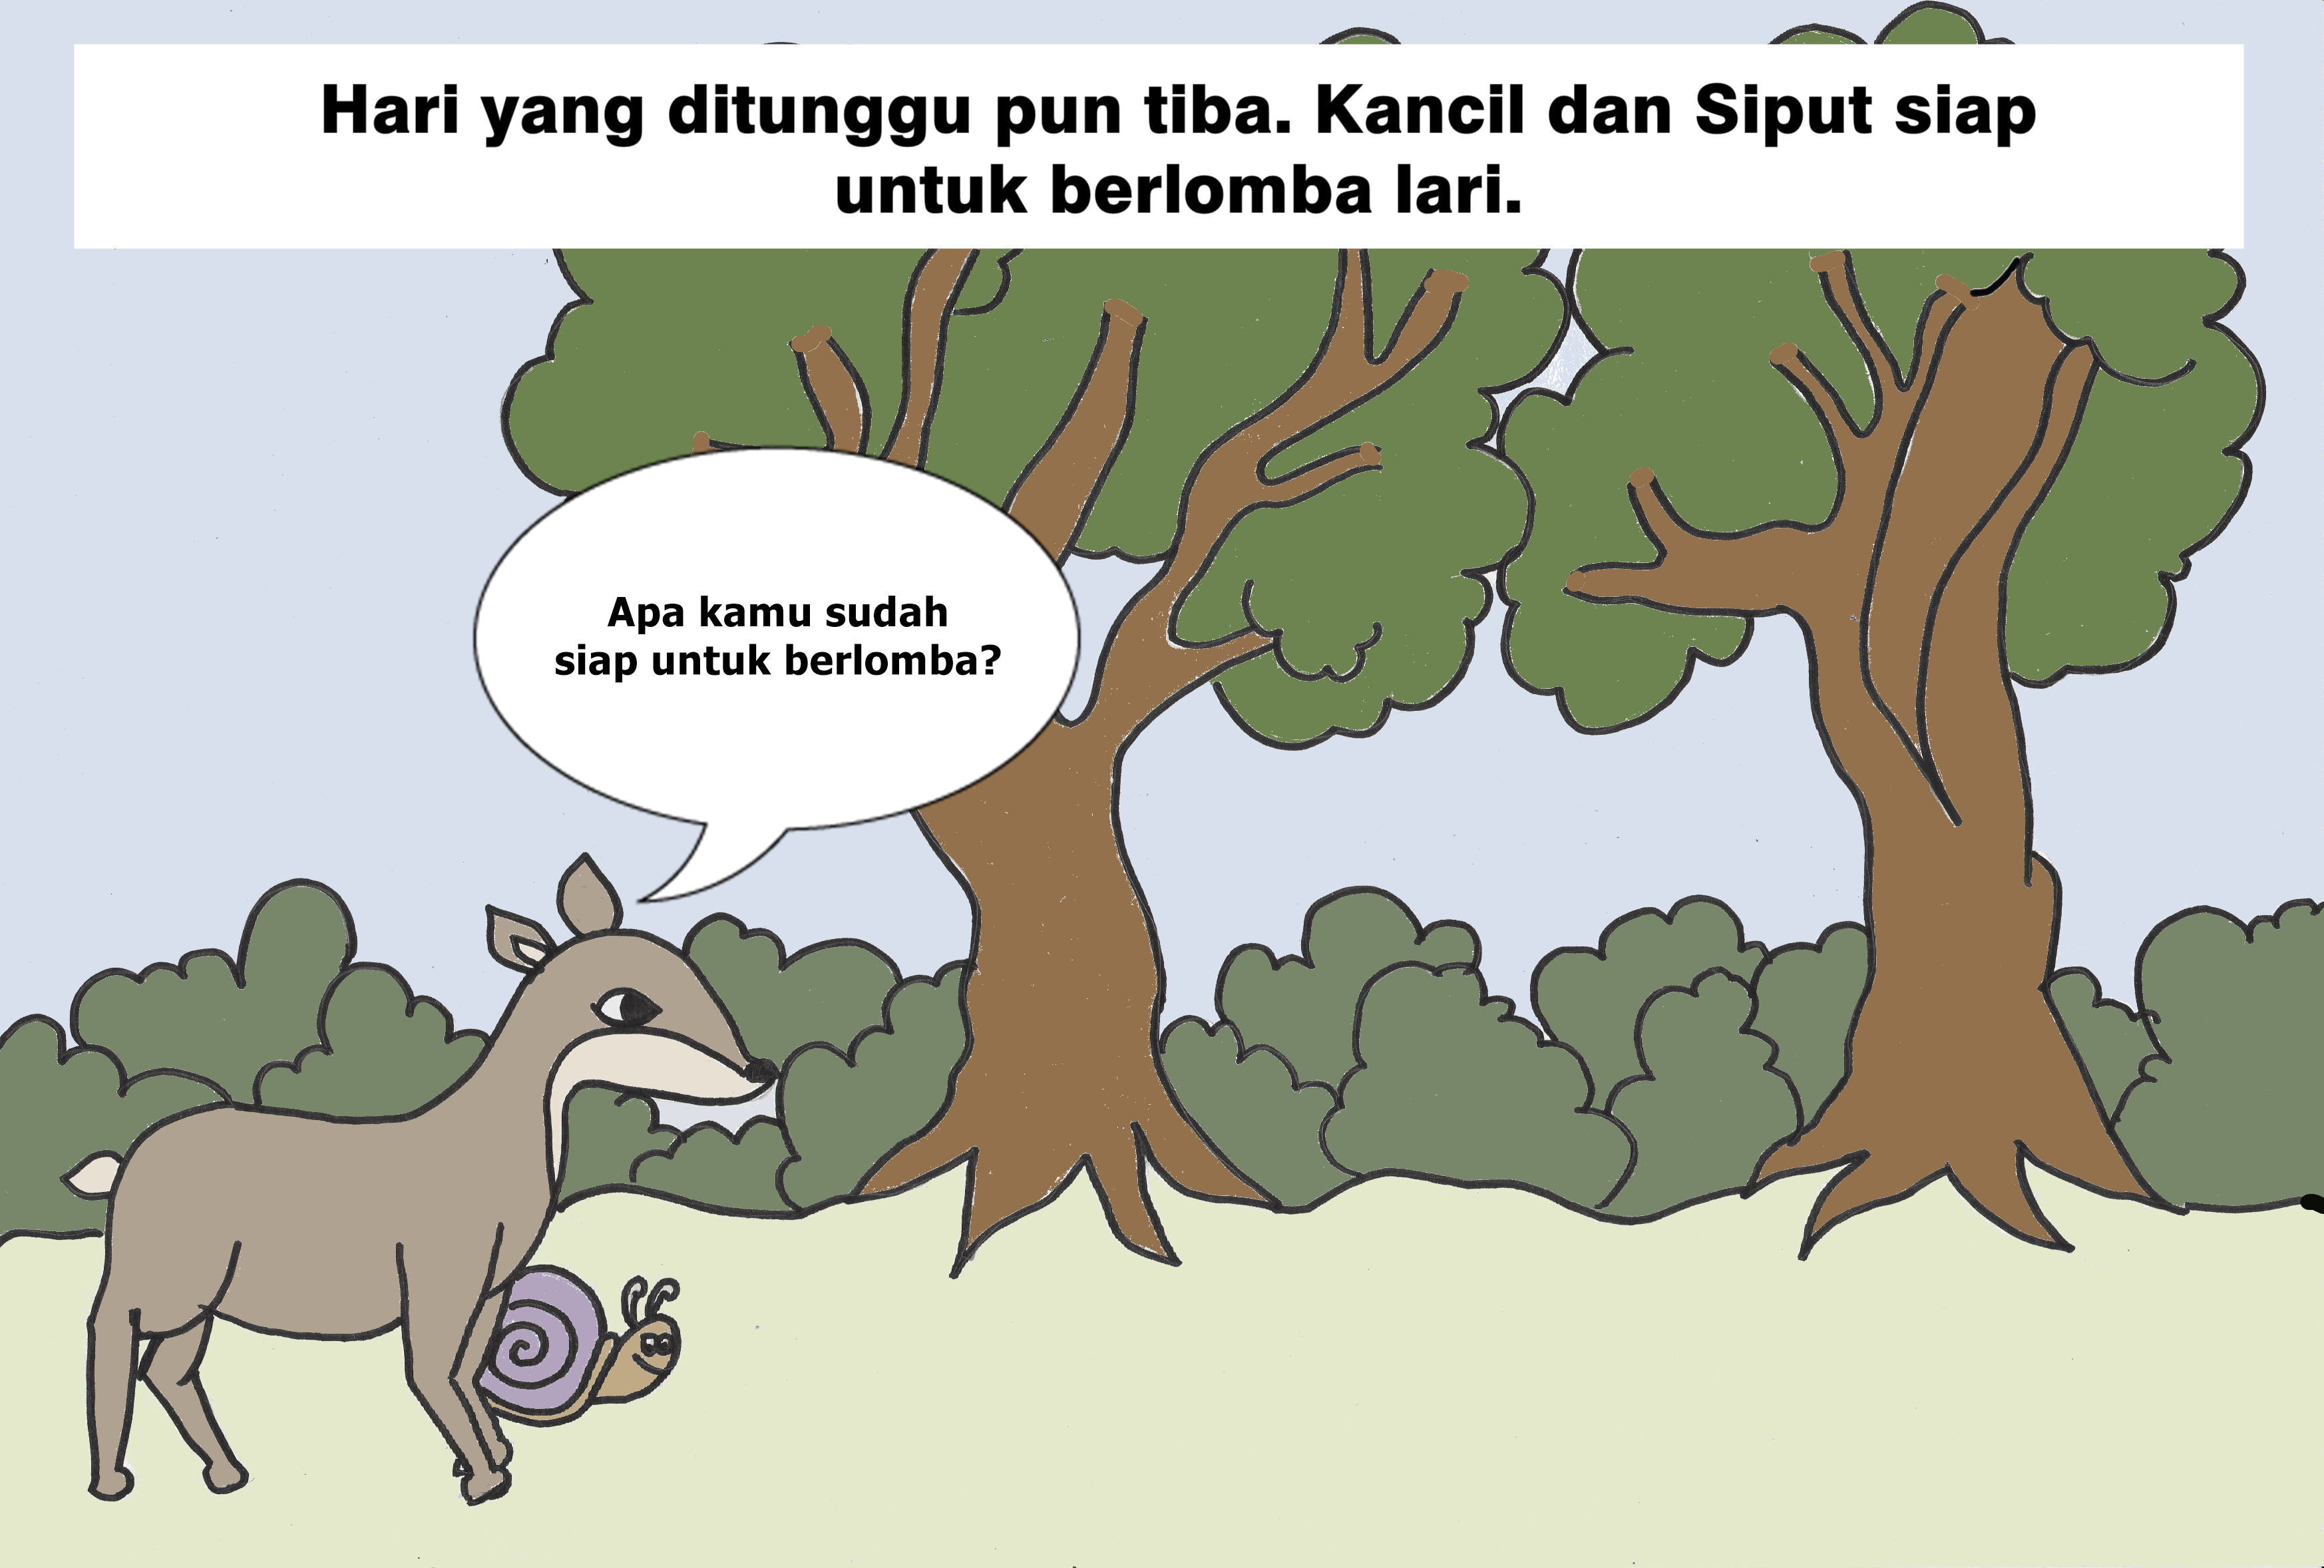 Hari yang ditunggu pun tiba. Kancil dan Siput siap
untuk berlomba lari.
Apa kamu sudah
siap untuk berlomba?